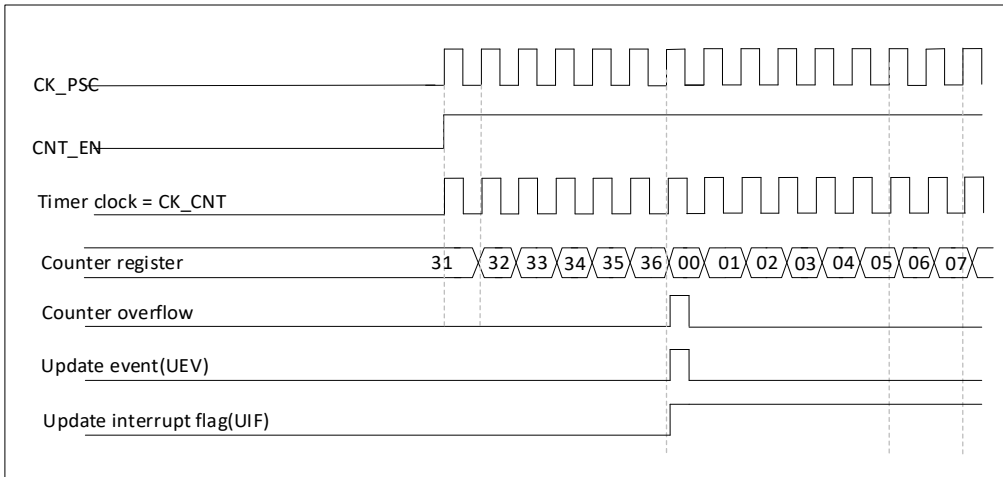 CK_PSC
CNT_EN
Timer clock = CK_CNT
Counter register 31 32 33 34 35 36 00 01 02 03 04 05 06 07
Counter overflow
Update event(UEV)
Update interrupt flag(UIF)